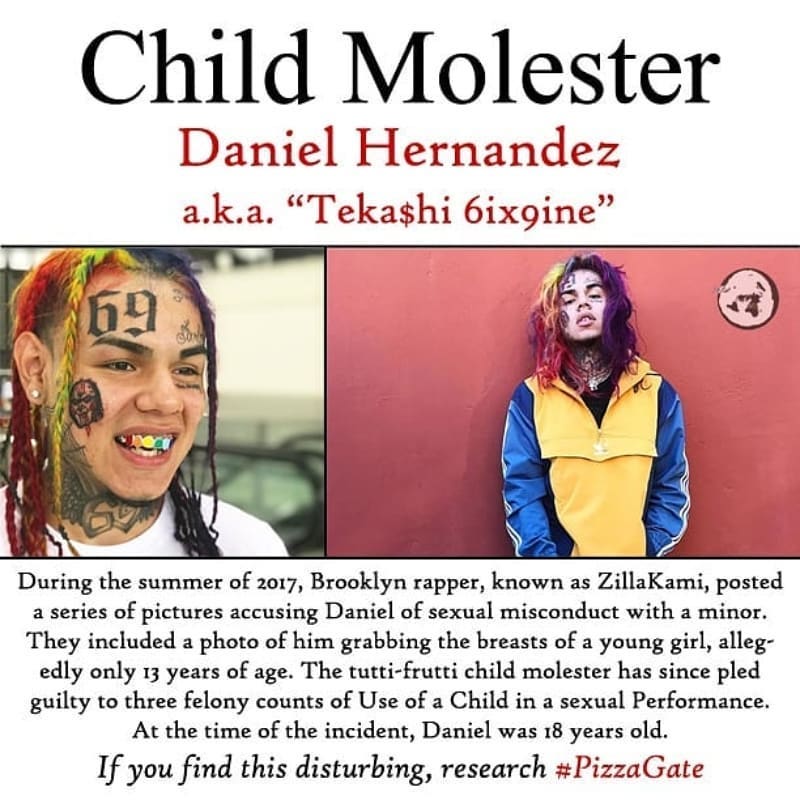 Child Molester
Daniel Hernandez
a.k.a. “Teka$hi 6ix9ine”
69
During the summer of 2017, Brooklyn rapper, known as ZillaKami, posted
a series of pictures accusing Daniel of sexual misconduct with a minor.
They included a photo of him grabbing the breasts of a young girl, alleg-
edly only 13 years of age. The tutti-frutti child molester has since pled
guilty to three felony counts of Use of a Child in a sexual Performance.
At the time of the incident, Daniel was 18 years old.
If you find this disturbing, research #PizzaGate